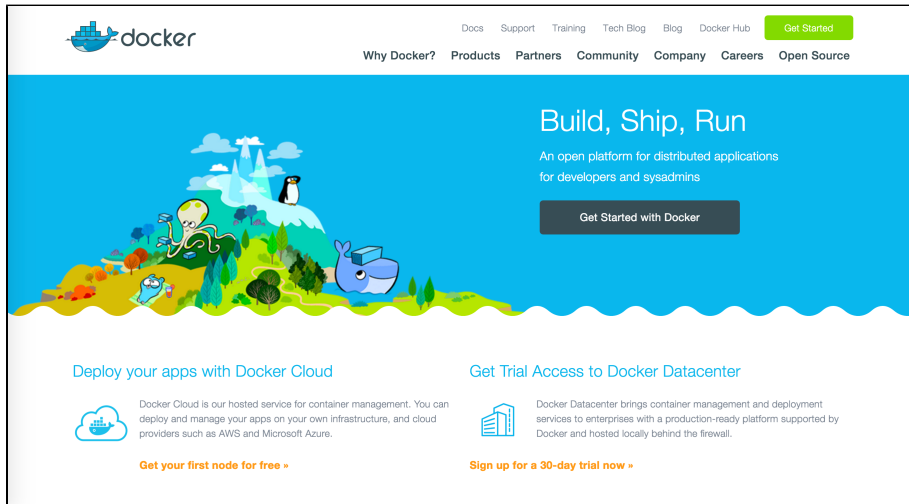 docker
Docs Support Training Tech Blog Blog Docker Hub Get Started
Why Docker? Products Partners Community Company Careers Open Source
Build, Ship, Run
An open platform for distributed applications
for developers and sysadmins
Get Started with Docker
Deploy your apps with Docker Cloud
Docker Cloud is our hosted service for container management. You can
deploy and manage your apps on your own infrastructure, and cloud
providers such as AWS and Microsoft Azure.
Get your first node for free »
Get Trial Access to Docker Datacenter
Docker Datacenter brings container management and deployment
services to enterprises with a production-ready platform supported by
Docker and hosted locally behind the firewall.
Sign up for a 30-day trial now »